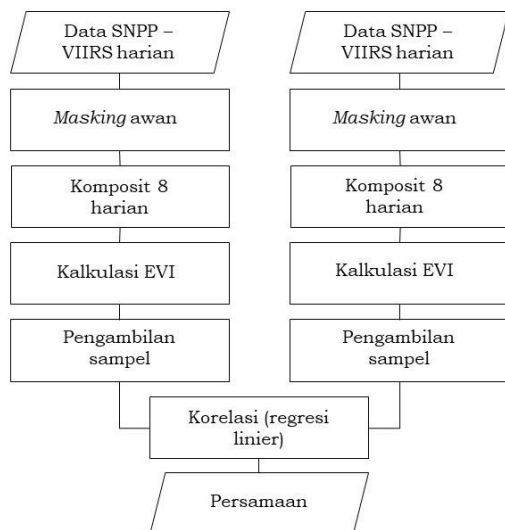 Data SNPP –
VIIRS harian
Masking awan
Komposit 8
harian
Kalkulasi EVI
Pengambilan
sampel
Data SNPP –
VIIRS harian
Masking awan
Komposit 8
harian
Kalkulasi EVI
Pengambilan
sampel
Korelasi (regresi
linier)
Persamaan